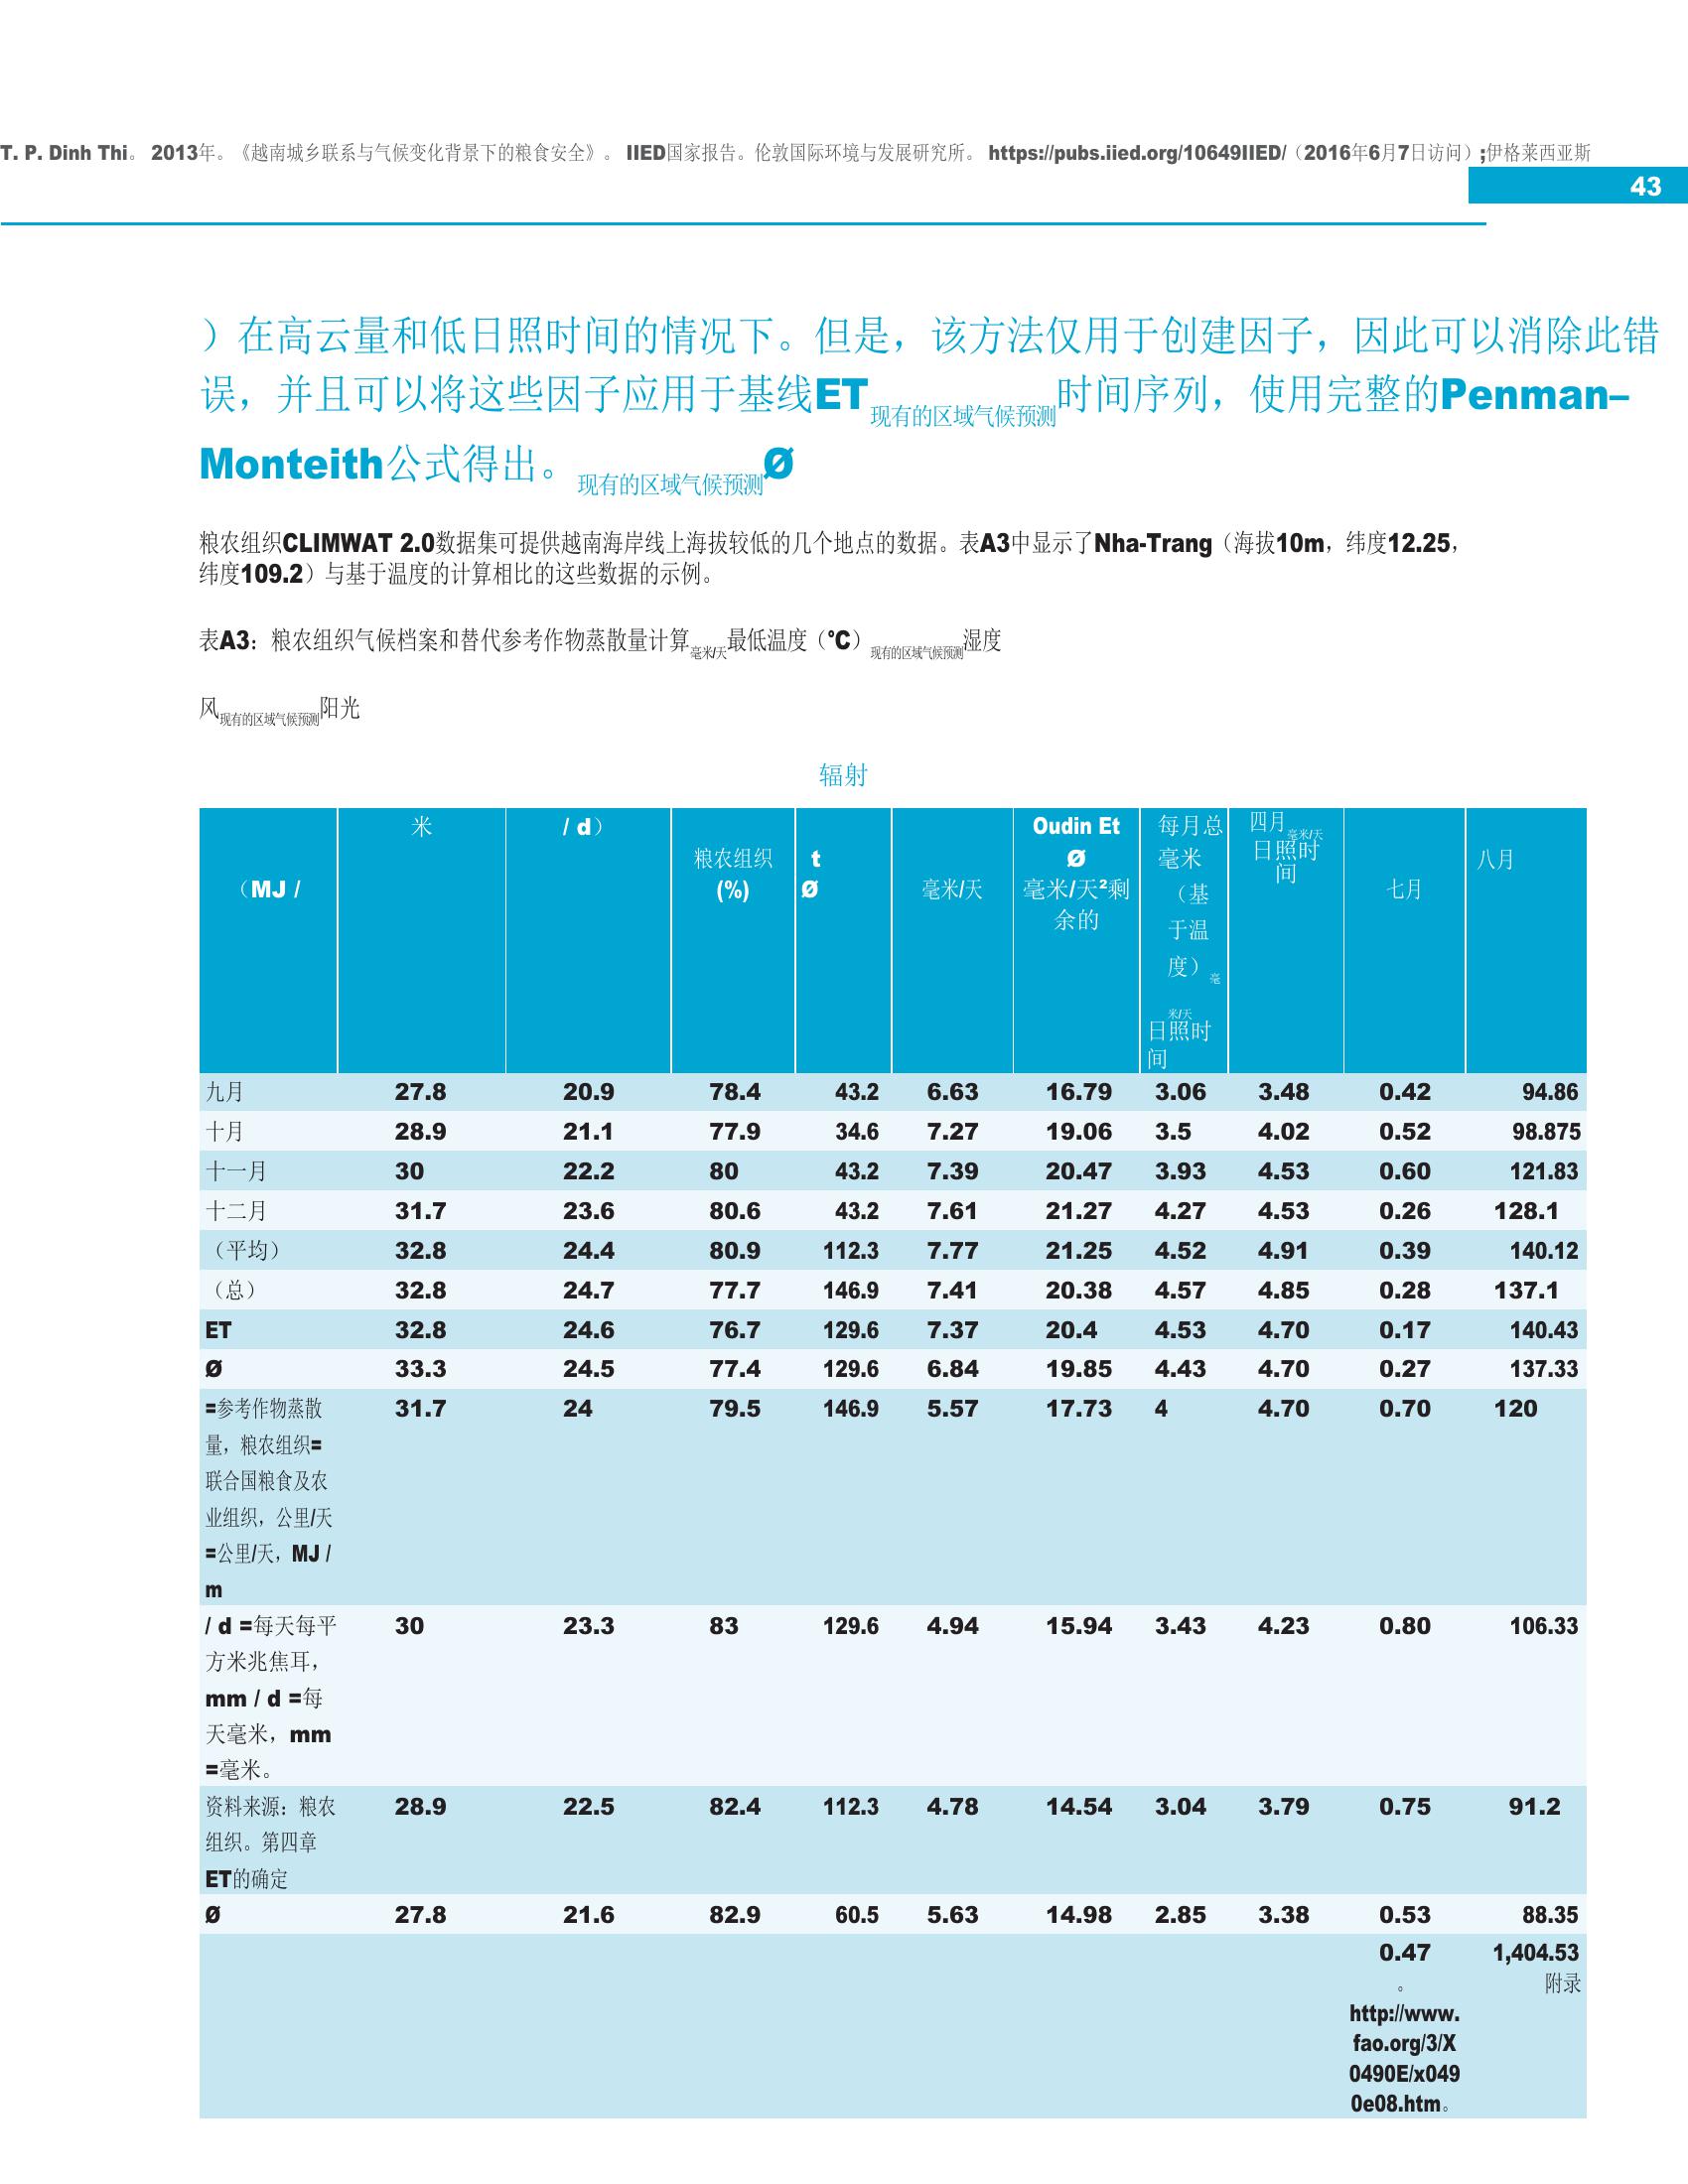 T. P. Dinh Thi。 2013年。《越南城乡联系与气候变化背景下的粮食安全》。 IIED国家报告。伦敦国际环境与发展研究所。 https://pubs.iied.org/10649IIED/（2016年6月7日访问）;伊格莱西亚斯
43
）在高云量和低日照时间的情况下。但是，该方法仅用于创建因子，因此可以消除此错
误，并且可以将这些因子应用于基线ET现有的区域气候预测时间序列，使用完整的Penman–
Monteith公式得出。现有的区域气候预测Ø
粮农组织CLIMWAT 2.0数据集可提供越南海岸线上海拔较低的几个地点的数据。表A3中显示了Nha-Trang（海拔10m，纬度12.25，
纬度109.2）与基于温度的计算相比的这些数据的示例。
表A3：粮农组织气候档案和替代参考作物蒸散量计算毫米/天最低温度（°C）现有的区域气候预测湿度
风现有的区域气候预测阳光
辐射
（MJ /
米
/ d）
粮农组织
(%)
t
Ø
毫米/天
Oudin Et
Ø
毫米/天²剩
余的
每月总
毫米
（基
于温
度）毫
米/天
日照时
间
四月毫米/天
日照时
间
七月
八月
九月 27.8 20.9 78.4 43.2 6.63 16.79 3.06 3.48 0.42 94.86
十月 28.9 21.1 77.9 34.6 7.27 19.06 3.5 4.02 0.52 98.875
十一月 30 22.2 80 43.2 7.39 20.47 3.93 4.53 0.60 121.83
十二月 31.7 23.6 80.6 43.2 7.61 21.27 4.27 4.53 0.26 128.1
（平均） 32.8 24.4 80.9 112.3 7.77 21.25 4.52 4.91 0.39 140.12
（总） 32.8 24.7 77.7 146.9 7.41 20.38 4.57 4.85 0.28 137.1
ET 32.8 24.6 76.7 129.6 7.37 20.4 4.53 4.70 0.17 140.43
Ø 33.3 24.5 77.4 129.6 6.84 19.85 4.43 4.70 0.27 137.33
=参考作物蒸散 31.7 24 79.5 146.9 5.57 17.73 4 4.70 0.70 120
量，粮农组织=
联合国粮食及农
业组织，公里/天
=公里/天，MJ /
m
/ d =每天每平 30 23.3 83 129.6 4.94 15.94 3.43 4.23 0.80 106.33
方米兆焦耳，
mm / d =每
天毫米，mm
=毫米。
资料来源：粮农 28.9 22.5 82.4 112.3 4.78 14.54 3.04 3.79 0.75 91.2
组织。第四章
ET的确定
Ø 27.8 21.6 82.9 60.5 5.63 14.98 2.85 3.38 0.53 88.35
0.47 1,404.53
。 附录
http://www.
fao.org/3/X
0490E/x049
0e08.htm。